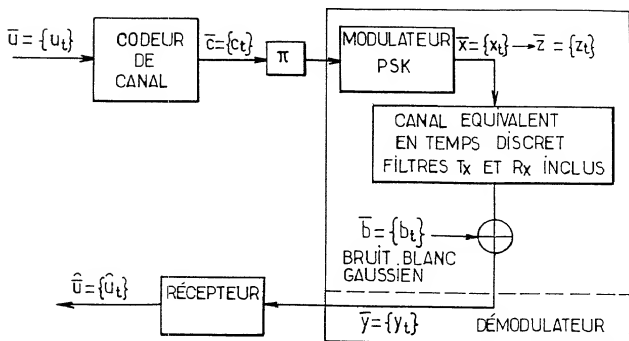 ū={u_t}
CODEUR
DE
CANAL
c̄={c_t}
π
MODULATEUR
PSK
x̄={x_t} → z̄ = {z_t}
CANAL EQUIVALENT
EN TEMPS DISCRET
FILTRES Tx ET Rx INCLUS
b̄={b_t}
BRUIT.BLANC
GAUSSIEN
û̄={û_t}
RÉCEPTEUR
ȳ={y_t}
DÉMODULATEUR